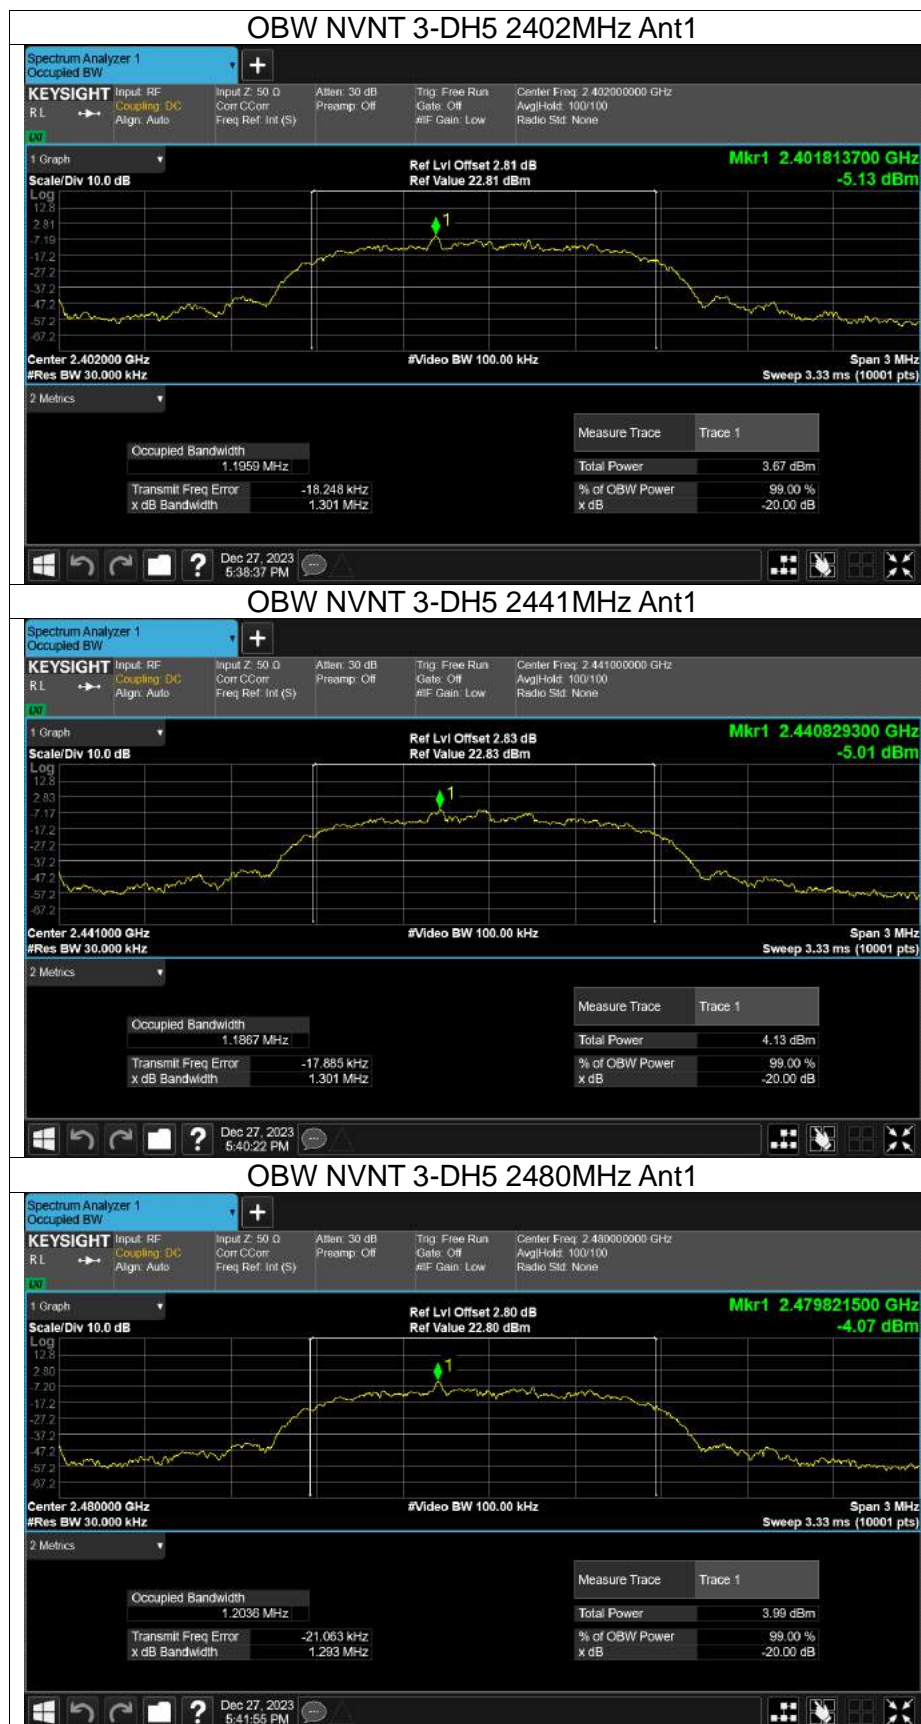 OBW NVNT 3-DH5 2402MHz Ant1
Spectrum Analyzer 1
Occupied BW
+
KEYSIGHT Input: RF Input Z: 50 Ω Atten: 30 dB Trig: Free Run Center Freq: 2.402000000 GHz
R L Coupling: DC Corr CCorr Preamp: Off Gate: Off Avg|Hold: 100/100
Align: Auto Freq Ref: Int (S) #IF Gain: Low Radio Std: None
LXI
1 Graph Ref Lvl Offset 2.81 dB Mkr1 2.401813700 GHz
Scale/Div 10.0 dB Ref Value 22.81 dBm -5.13 dBm
Log
12.8
2.81
-7.19
-17.2
-27.2
-37.2
-47.2
-57.2
-67.2
1
Center 2.402000 GHz #Video BW 100.00 kHz Span 3 MHz
#Res BW 30.000 kHz Sweep 3.33 ms (10001 pts)
2 Metrics
Measure Trace Trace 1
Occupied Bandwidth
1.1959 MHz Total Power 3.67 dBm
Transmit Freq Error -18.248 kHz % of OBW Power 99.00 %
x dB Bandwidth 1.301 MHz x dB -20.00 dB
? Dec 27, 2023
5:38:37 PM
OBW NVNT 3-DH5 2441MHz Ant1
Spectrum Analyzer 1
Occupied BW
+
KEYSIGHT Input: RF Input Z: 50 Ω Atten: 30 dB Trig: Free Run Center Freq: 2.441000000 GHz
R L Coupling: DC Corr CCorr Preamp: Off Gate: Off Avg|Hold: 100/100
Align: Auto Freq Ref: Int (S) #IF Gain: Low Radio Std: None
LXI
1 Graph Ref Lvl Offset 2.83 dB Mkr1 2.440829300 GHz
Scale/Div 10.0 dB Ref Value 22.83 dBm -5.01 dBm
Log
12.8
2.83
-7.17
-17.2
-27.2
-37.2
-47.2
-57.2
-67.2
1
Center 2.441000 GHz #Video BW 100.00 kHz Span 3 MHz
#Res BW 30.000 kHz Sweep 3.33 ms (10001 pts)
2 Metrics
Measure Trace Trace 1
Occupied Bandwidth
1.1867 MHz Total Power 4.13 dBm
Transmit Freq Error -17.885 kHz % of OBW Power 99.00 %
x dB Bandwidth 1.301 MHz x dB -20.00 dB
? Dec 27, 2023
5:40:22 PM
OBW NVNT 3-DH5 2480MHz Ant1
Spectrum Analyzer 1
Occupied BW
+
KEYSIGHT Input: RF Input Z: 50 Ω Atten: 30 dB Trig: Free Run Center Freq: 2.480000000 GHz
R L Coupling: DC Corr CCorr Preamp: Off Gate: Off Avg|Hold: 100/100
Align: Auto Freq Ref: Int (S) #IF Gain: Low Radio Std: None
LXI
1 Graph Ref Lvl Offset 2.80 dB Mkr1 2.479821500 GHz
Scale/Div 10.0 dB Ref Value 22.80 dBm -4.07 dBm
Log
12.8
2.80
-7.20
-17.2
-27.2
-37.2
-47.2
-57.2
-67.2
1
Center 2.480000 GHz #Video BW 100.00 kHz Span 3 MHz
#Res BW 30.000 kHz Sweep 3.33 ms (10001 pts)
2 Metrics
Measure Trace Trace 1
Occupied Bandwidth
1.2036 MHz Total Power 3.99 dBm
Transmit Freq Error -21.063 kHz % of OBW Power 99.00 %
x dB Bandwidth 1.293 MHz x dB -20.00 dB
? Dec 27, 2023
5:41:55 PM